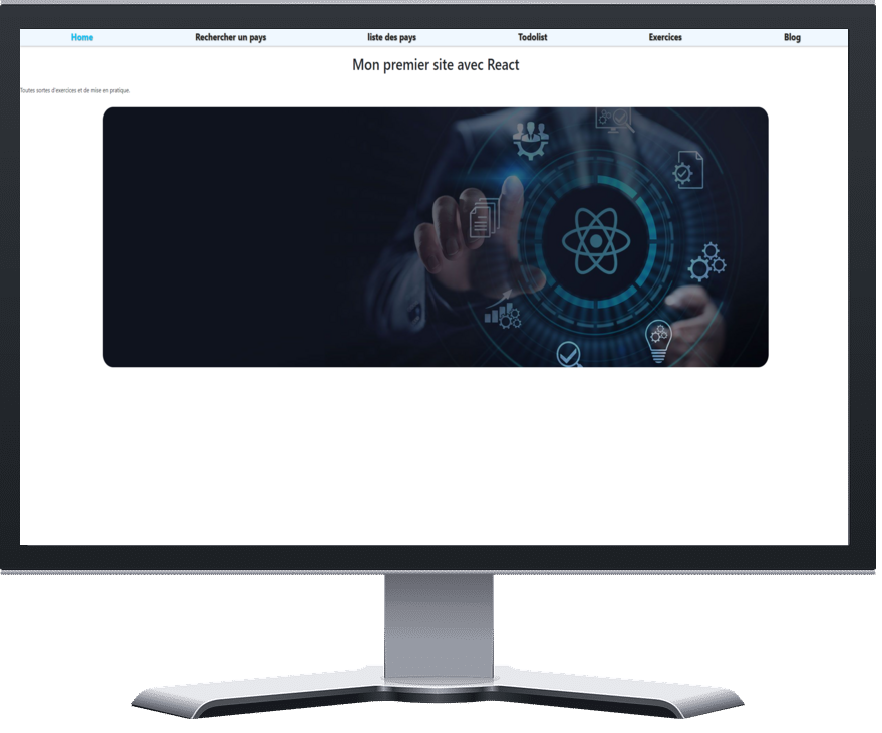 Home Rechercher un pays liste des pays Todolist Exercices Blog
Mon premier site avec React
Toutes sortes d'exercices et de mise en pratique.